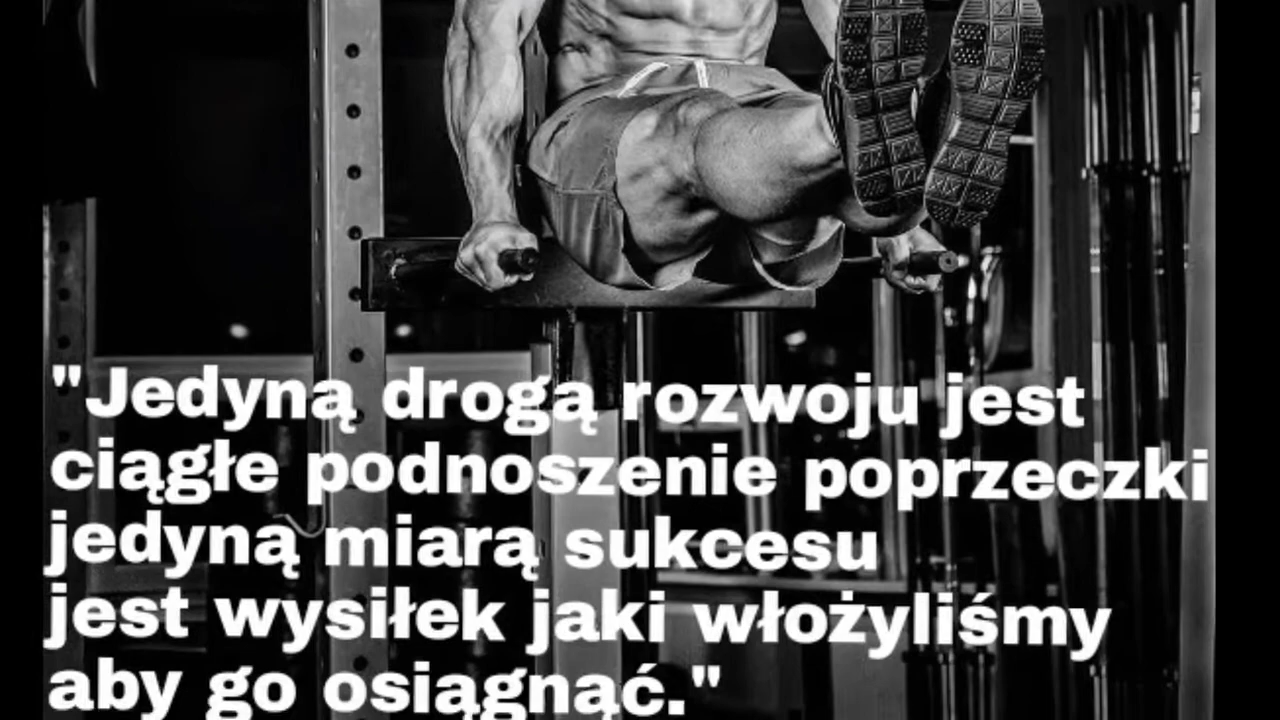 "Jedyną drogą rozwoju jest
ciągłe podnoszenie poprzeczki
jedyną miarą sukcesu
jest wysiłek jaki włożyliśmy
aby go osiągnąć."